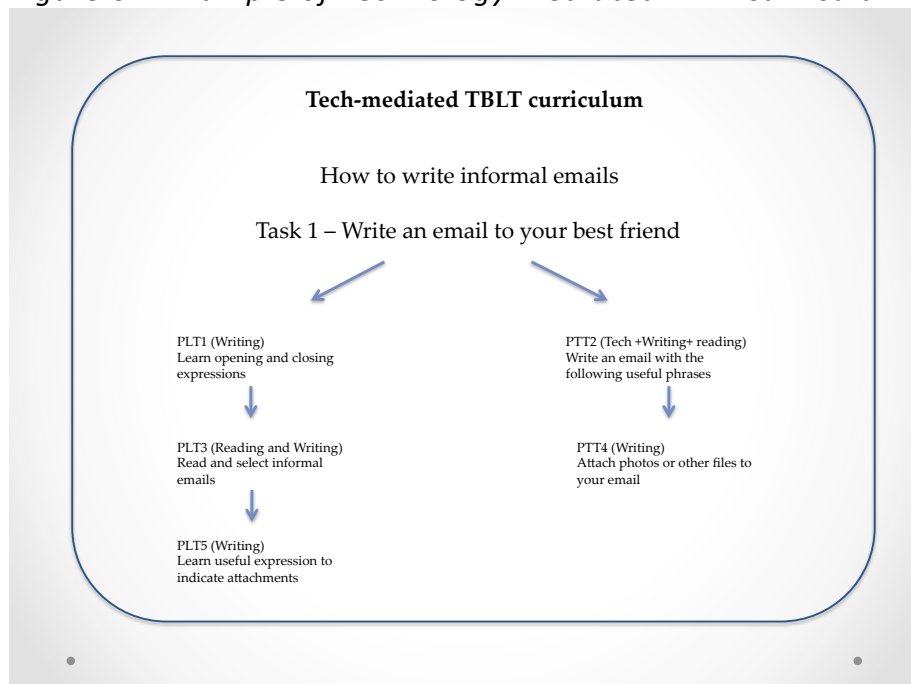 Tech-mediated TBLT curriculum
How to write informal emails
Task 1 – Write an email to your best friend
PLT1 (Writing)
Learn opening and closing
expressions
PTT2 (Tech +Writing+ reading)
Write an email with the
following useful phrases
PLT3 (Reading and Writing)
Read and select informal
emails
PTT4 (Writing)
Attach photos or other files to
your email
PLT5 (Writing)
Learn useful expression to
indicate attachments